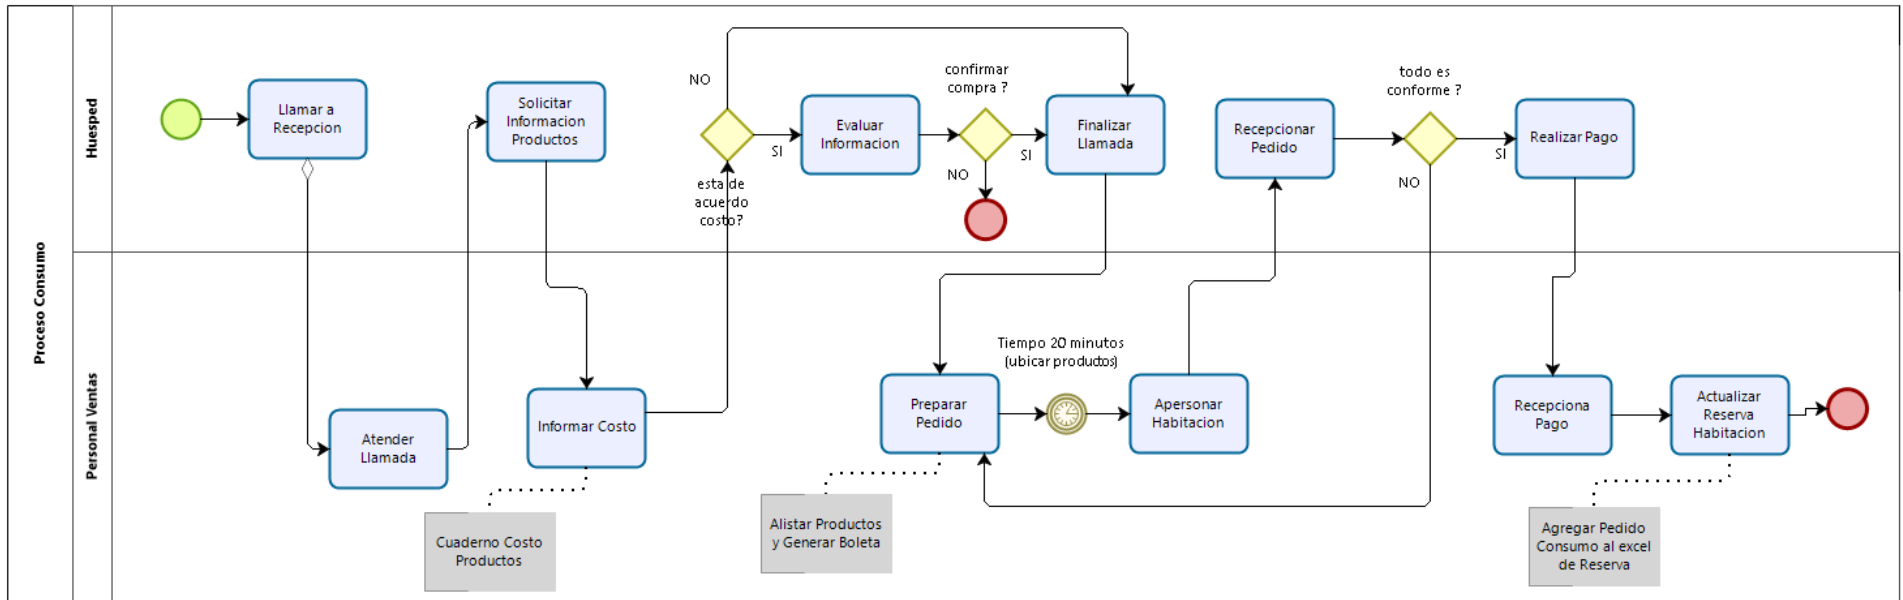 Proceso Consumo
Huesped
Llamar a
Recepcion
Solicitar
Informacion
Productos
NO
esta de
acuerdo
costo?
SI
Evaluar
Informacion
confirmar
compra ?
NO
SI
Finalizar
Llamada
Recepcionar
Pedido
todo es
conforme ?
NO
SI
Realizar Pago
Personal Ventas
Atender
Llamada
Informar Costo
Cuaderno Costo
Productos
Preparar
Pedido
Alistar Productos
y Generar Boleta
Tiempo 20 minutos
(ubicar productos)
Apersonar
Habitacion
Recepciona
Pago
Actualizar
Reserva
Habitacion
Agregar Pedido
Consumo al excel
de Reserva